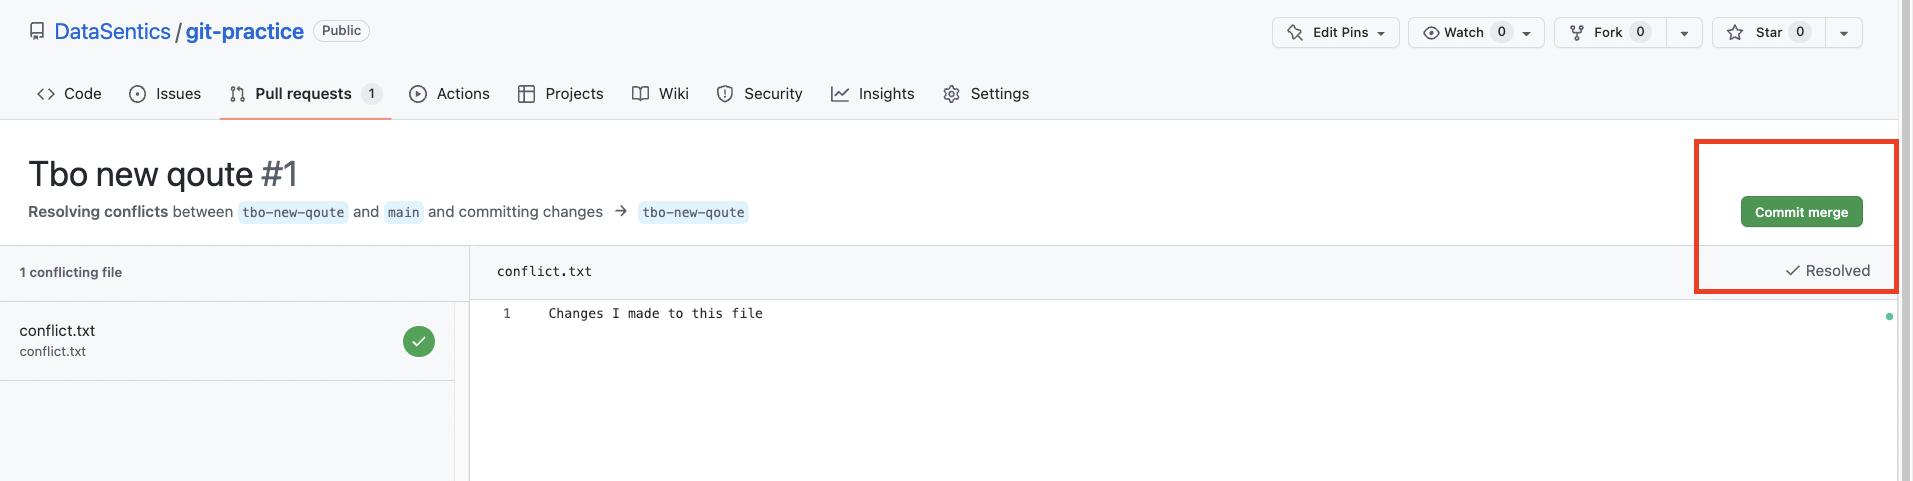 DataSentics / git-practice Public
Edit Pins Watch 0 Fork 0 Star 0
Code Issues Pull requests 1 Actions Projects Wiki Security Insights Settings
Tbo new qoute #1
Resolving conflicts between tbo-new-qoute and main and committing changes → tbo-new-qoute
Commit merge
1 conflicting file
conflict.txt
Resolved
conflict.txt
conflict.txt
1 Changes I made to this file